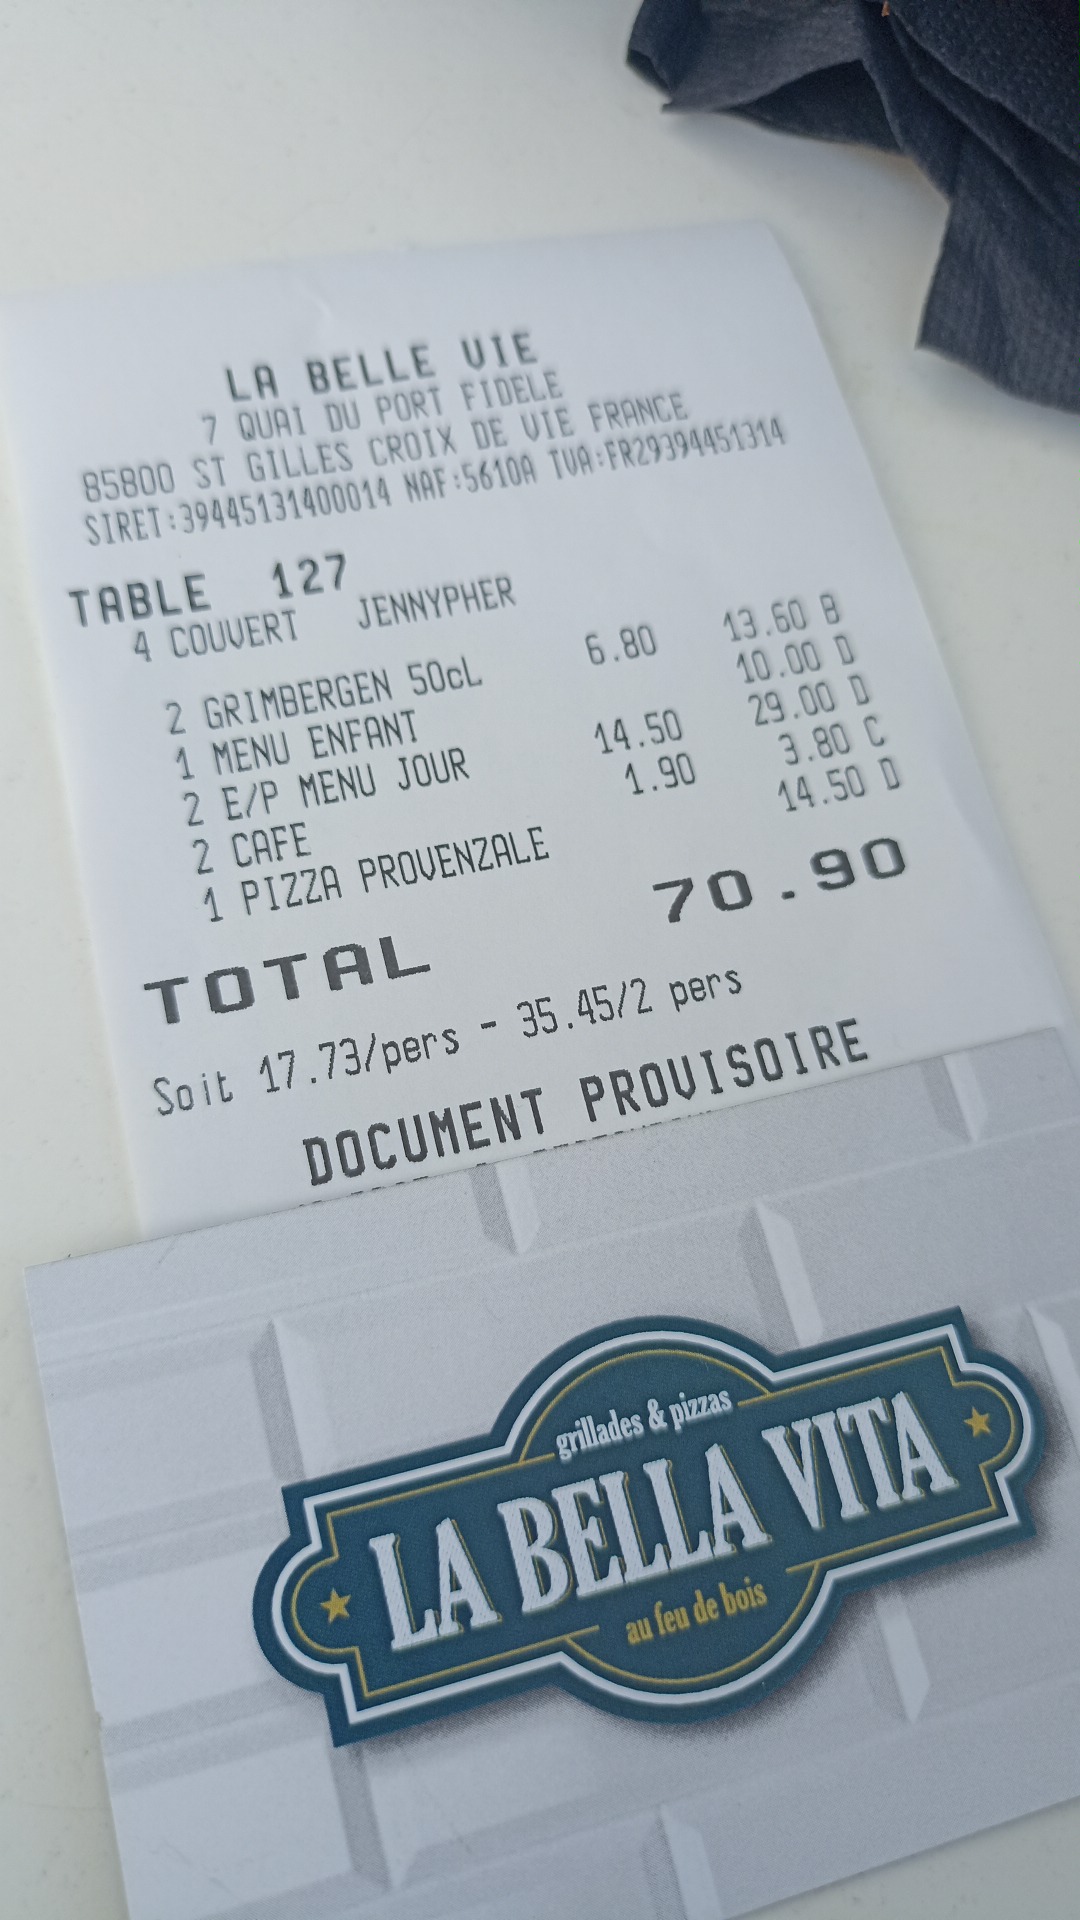 LA BELLE VIE
7 QUAI DU PORT FIDELE
85800 ST GILLES CROIX DE VIE FRANCE
SIRET:39445131400014 NAF:5610A TVA:FR29394451314
TABLE 127
4 COUVERT JENNYPHER
2 GRIMBERGEN 50cL 6.80 13.60 B
1 MENU ENFANT 10.00 D
2 E/P MENU JOUR 14.50 29.00 D
2 CAFE 1.90 3.80 C
1 PIZZA PROVENZALE 14.50 D
TOTAL 70.90
Soit 17.73/pers - 35.45/2 pers
DOCUMENT PROVISOIRE
grillades & pizzas
LA BELLA VITA
au feu de bois